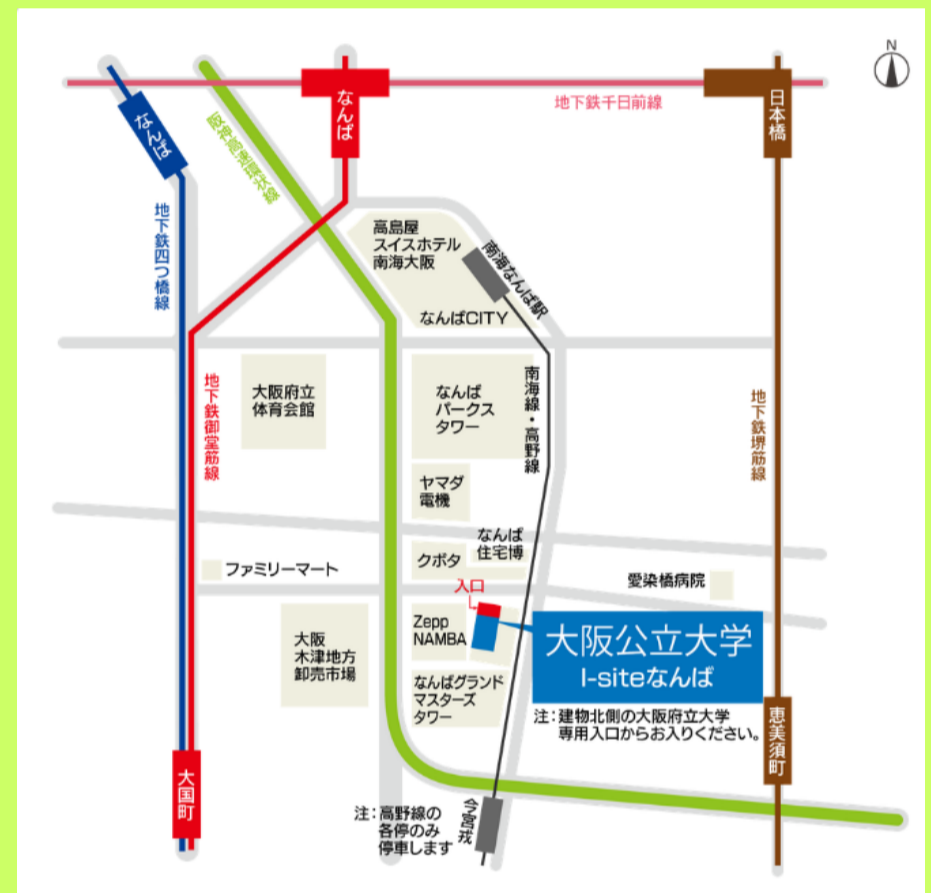 N
なんば
なんば
日本橋
地下鉄千日前線
阪神高速環状線
地下鉄四つ橋線
高島屋
スイスホテル
南海大阪
南海なんば駅
なんばCITY
大阪府立
体育会館
なんば
パークス
タワー
南海線・高野線
地下鉄御堂筋線
地下鉄堺筋線
ヤマダ
電機
なんば
住宅博
クボタ
ファミリーマート
入口
愛染橋病院
Zepp
NAMBA
大阪
木津地方
卸売市場
大阪公立大学
I-siteなんば
なんばグランド
マスターズ
タワー
注:建物北側の大阪府立大学
専用入口からお入りください。
恵美須町
大国町
注:高野線の
各停のみ
停車します
今宮戎